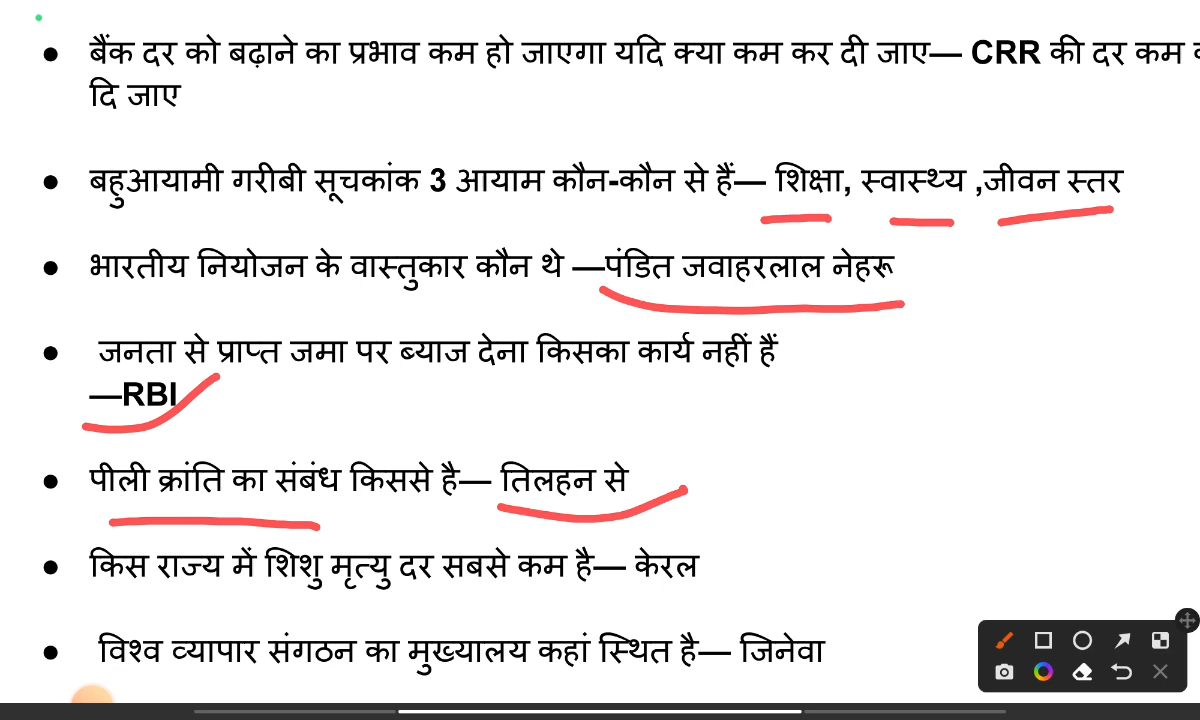 ● बैंक दर को बढ़ाने का प्रभाव कम हो जाएगा यदि क्या कम कर दी जाए— CRR की दर कम
दि जाए
● बहुआयामी गरीबी सूचकांक 3 आयाम कौन-कौन से हैं— शिक्षा, स्वास्थ्य ,जीवन स्तर
● भारतीय नियोजन के वास्तुकार कौन थे —पंडित जवाहरलाल नेहरू
● जनता से प्राप्त जमा पर ब्याज देना किसका कार्य नहीं हैं
—RBI
● पीली क्रांति का संबंध किससे है— तिलहन से
● किस राज्य में शिशु मृत्यु दर सबसे कम है— केरल
● विश्व व्यापार संगठन का मुख्यालय कहां स्थित है— जिनेवा